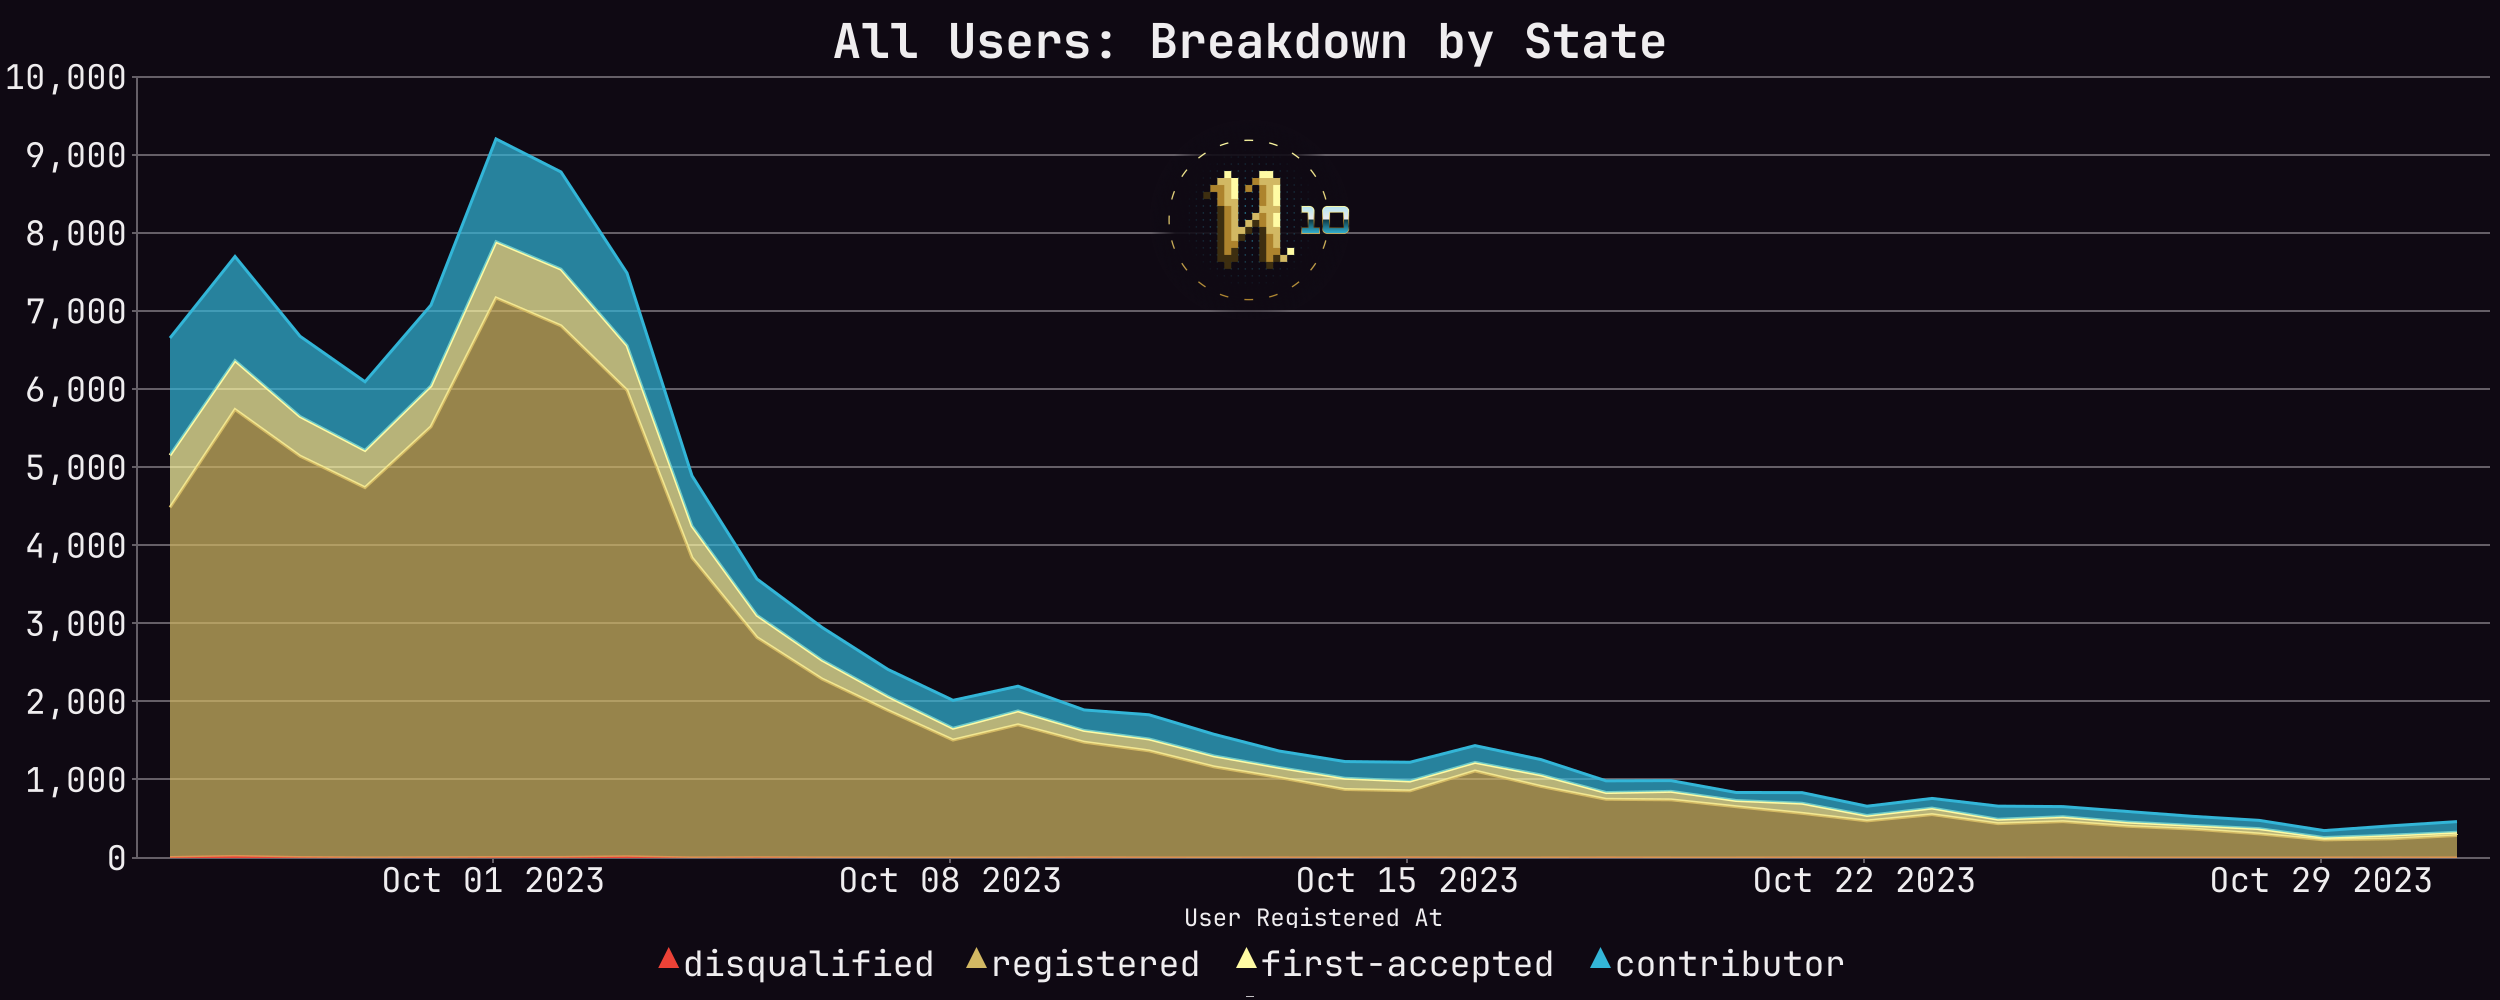 All Users: Breakdown by State
10,000
9,000
8,000
7,000
6,000
5,000
4,000
3,000
2,000
1,000
0
H 10
Oct 01 2023 Oct 08 2023 Oct 15 2023 Oct 22 2023 Oct 29 2023
User Registered At
disqualified registered first-accepted contributor